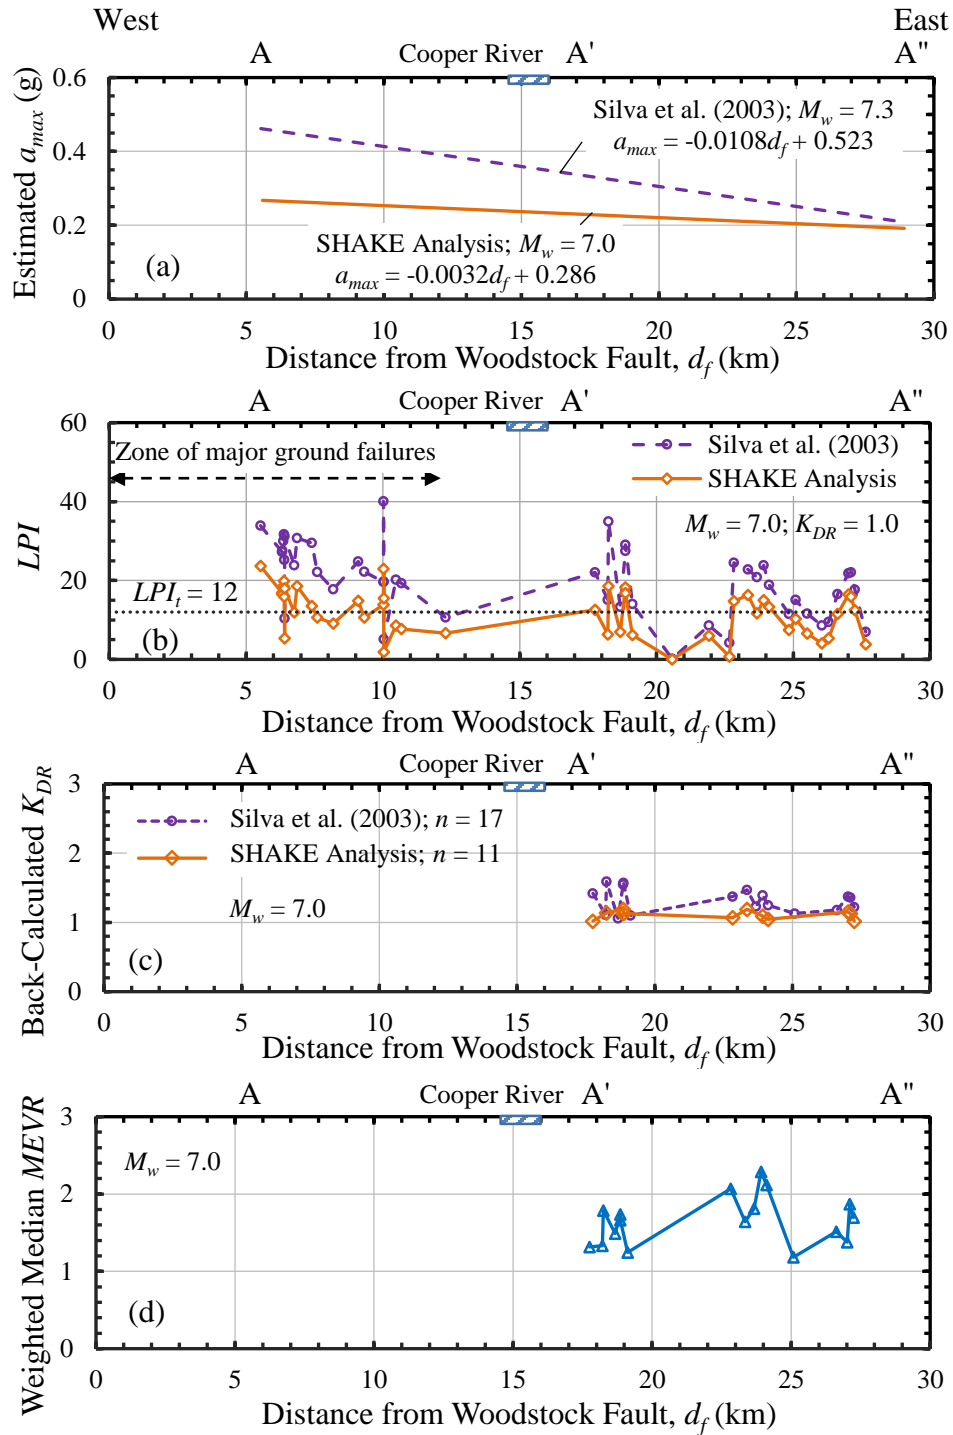 West East
A Cooper River A' A"
Estimated a_max (g)
0.6
0.4
0.2
0
Silva et al. (2003); M_w = 7.3
a_max = -0.0108d_f + 0.523
SHAKE Analysis; M_w = 7.0
a_max = -0.0032d_f + 0.286
(a)
0 5 10 15 20 25 30
Distance from Woodstock Fault, d_f (km)
A Cooper River A' A"
LPI
60
40
20
0
Zone of major ground failures
Silva et al. (2003)
SHAKE Analysis
M_w = 7.0; K_DR = 1.0
LPI_t = 12
(b)
0 5 10 15 20 25 30
Distance from Woodstock Fault, d_f (km)
A Cooper River A' A"
Back-Calculated K_DR
3
2
1
0
Silva et al. (2003); n = 17
SHAKE Analysis; n = 11
M_w = 7.0
(c)
0 5 10 15 20 25 30
Distance from Woodstock Fault, d_f (km)
A Cooper River A' A"
Weighted Median MEVR
3
2
1
0
M_w = 7.0
(d)
0 5 10 15 20 25 30
Distance from Woodstock Fault, d_f (km)